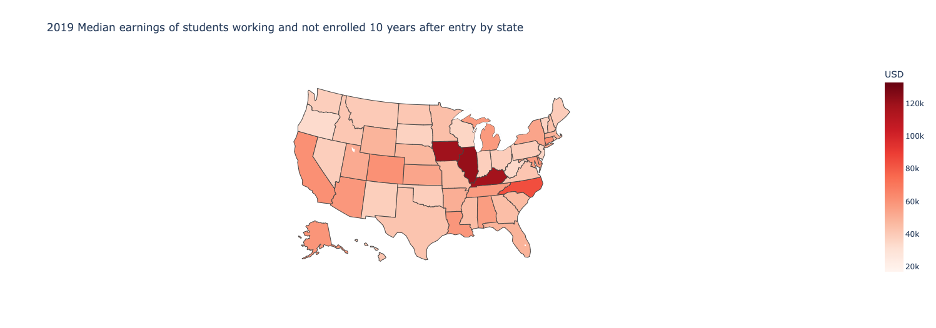 2019 Median earnings of students working and not enrolled 10 years after entry by state
USD
120k
100k
80k
60k
40k
20k